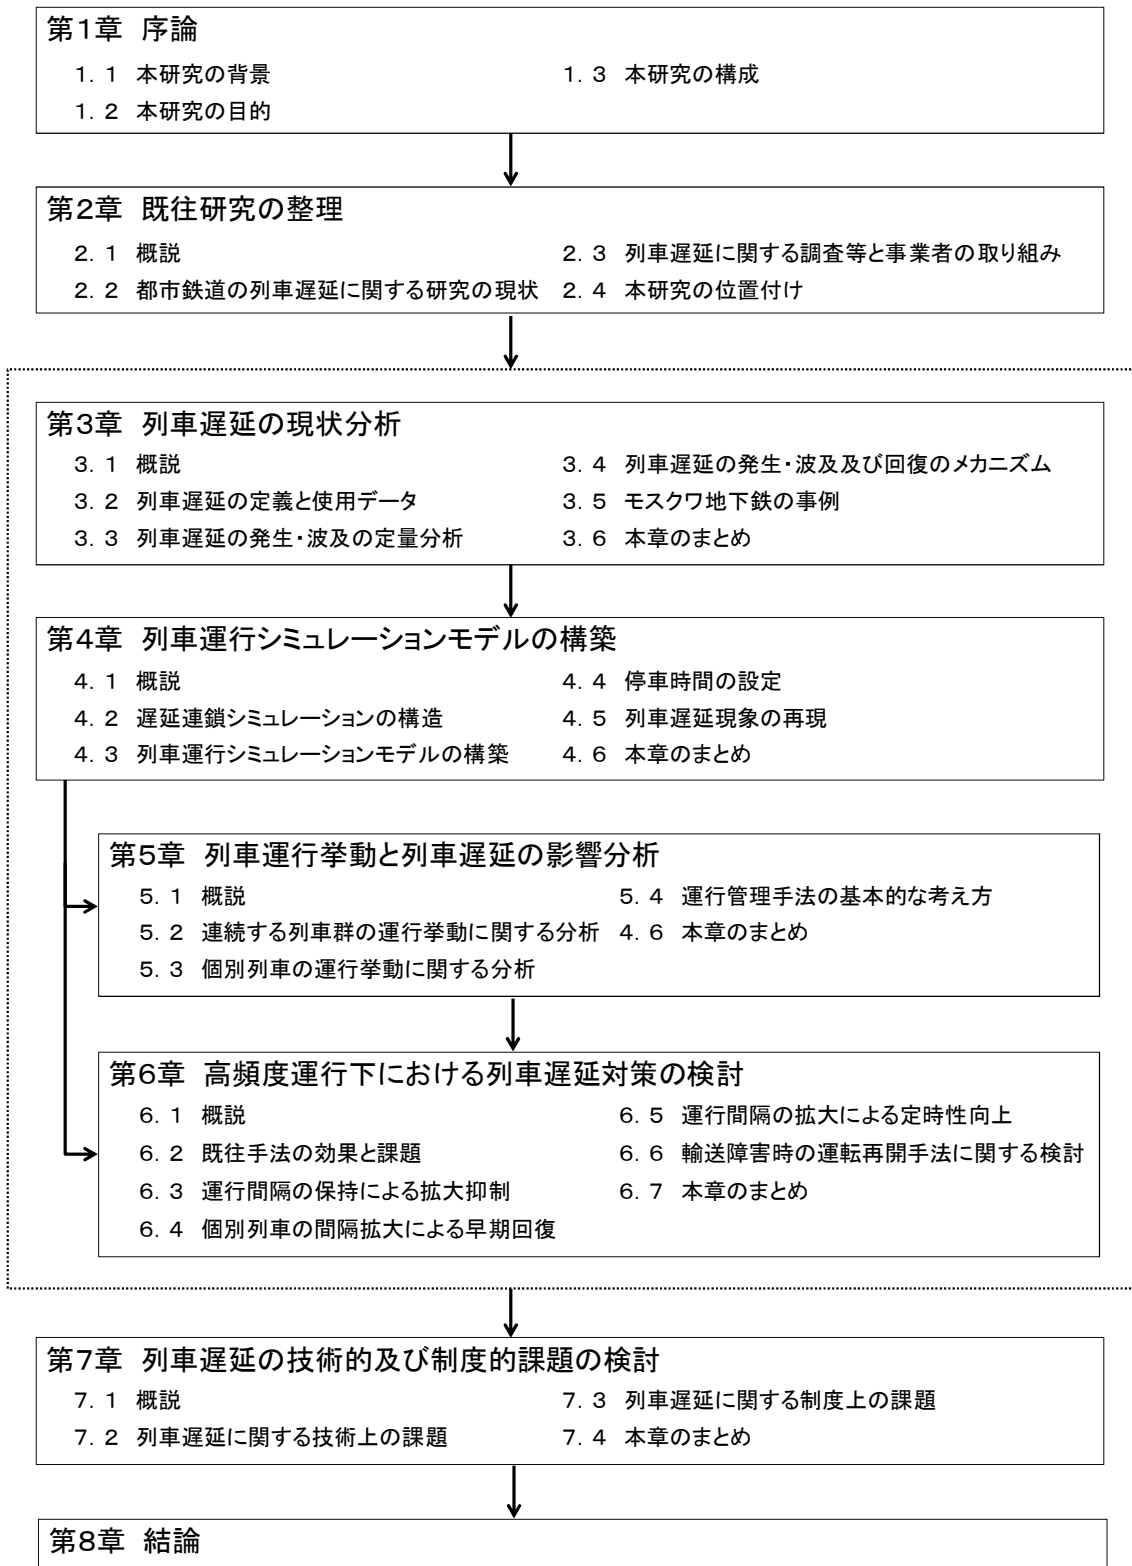 第1章 序論
1.1 本研究の背景
1.2 本研究の目的
1.3 本研究の構成
第2章 既往研究の整理
2.1 概説
2.2 都市鉄道の列車遅延に関する研究の現状
2.3 列車遅延に関する調査等と事業者の取り組み
2.4 本研究の位置付け
第3章 列車遅延の現状分析
3.1 概説
3.2 列車遅延の定義と使用データ
3.3 列車遅延の発生・波及の定量分析
3.4 列車遅延の発生・波及及び回復のメカニズム
3.5 モスクワ地下鉄の事例
3.6 本章のまとめ
第4章 列車運行シミュレーションモデルの構築
4.1 概説
4.2 遅延連鎖シミュレーションの構造
4.3 列車運行シミュレーションモデルの構築
4.4 停車時間の設定
4.5 列車遅延現象の再現
4.6 本章のまとめ
第5章 列車運行挙動と列車遅延の影響分析
5.1 概説
5.2 連続する列車群の運行挙動に関する分析
5.3 個別列車の運行挙動に関する分析
5.4 運行管理手法の基本的な考え方
4.6 本章のまとめ
第6章 高頻度運行下における列車遅延対策の検討
6.1 概説
6.2 既往手法の効果と課題
6.3 運行間隔の保持による拡大抑制
6.4 個別列車の間隔拡大による早期回復
6.5 運行間隔の拡大による定時性向上
6.6 輸送障害時の運転再開手法に関する検討
6.7 本章のまとめ
第7章 列車遅延の技術的及び制度的課題の検討
7.1 概説
7.2 列車遅延に関する技術上の課題
7.3 列車遅延に関する制度上の課題
7.4 本章のまとめ
第8章 結論